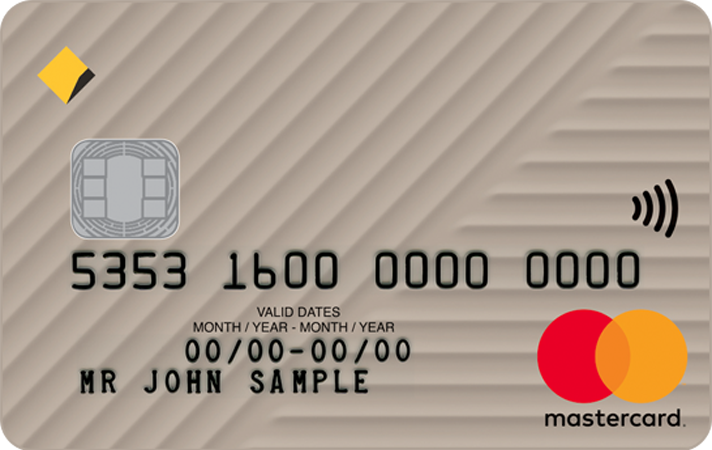 5353 1600 0000 0000
VALID DATES
MONTH / YEAR - MONTH / YEAR
00/00-00/00
MR JOHN SAMPLE
mastercard.